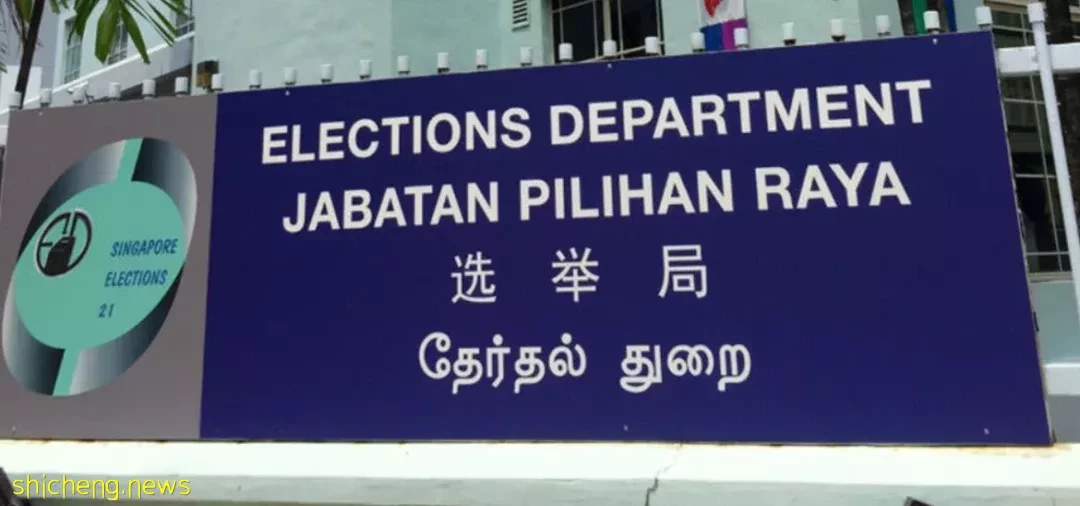 ELECTIONS DEPARTMENT
JABATAN PILIHAN RAYA
选举局
தேர்தல் துறை
SINGAPORE
ELECTIONS
21
shicheng.news